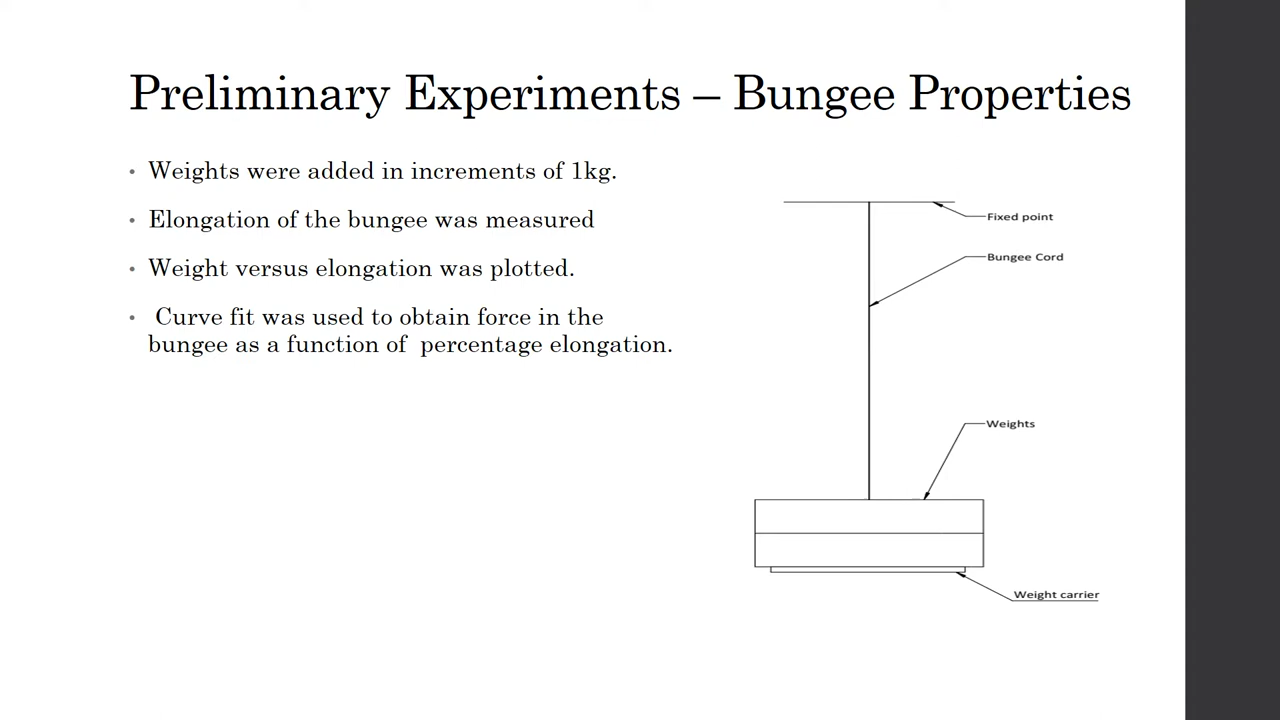 Preliminary Experiments – Bungee Properties
• Weights were added in increments of 1kg.
• Elongation of the bungee was measured
• Weight versus elongation was plotted.
• Curve fit was used to obtain force in the
bungee as a function of percentage elongation.
Fixed point
Bungee Cord
Weights
Weight carrier